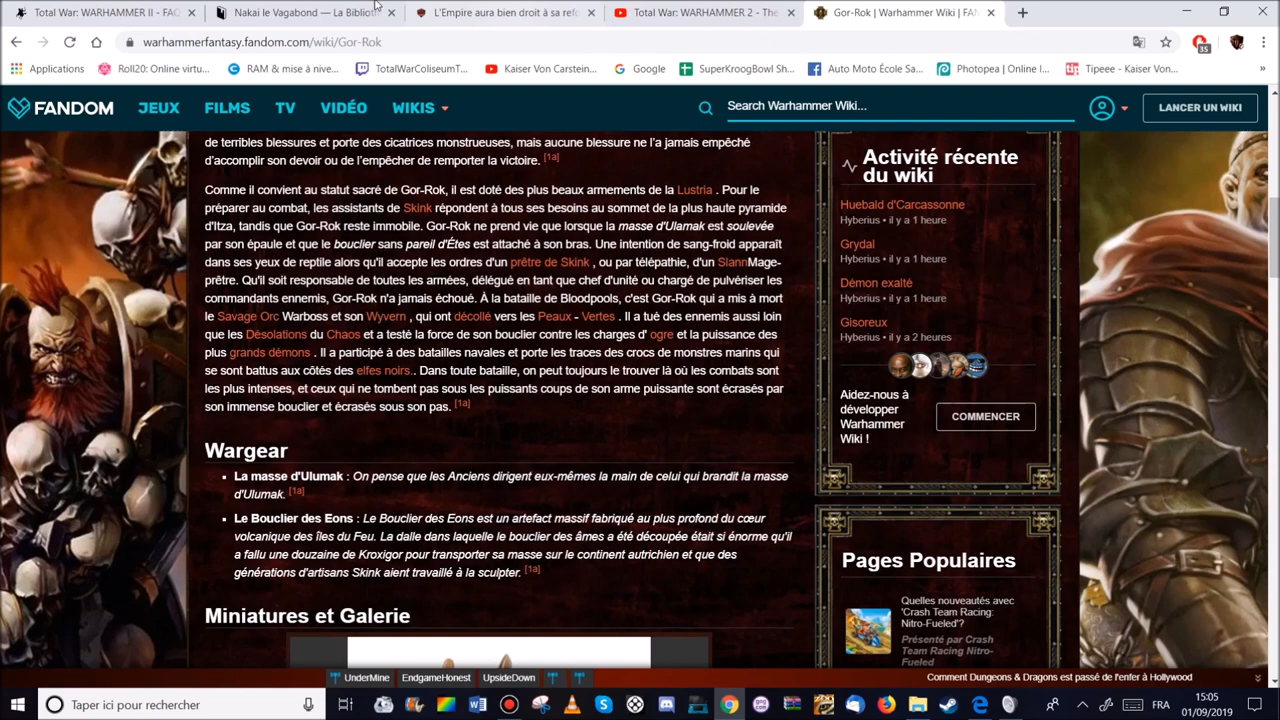 Total War: WARHAMMER II - FAQ
Nakai le Vagabond — La Biblioth
L'Empire aura bien droit à sa refo
Total War: WARHAMMER 2 - The
Gor-Rok | Warhammer Wiki | FAN
warhammerfantasy.fandom.com/wiki/Gor-Rok
35
Applications
Roll20: Online virtu...
RAM & mise à nive...
TotalWarColiseumT...
Kaiser Von Carstein...
Google
SuperKroogBowl Sh...
Auto Moto École Sa...
Photopea | Online I...
Tipeee - Kaiser Von...
»
FANDOM
JEUX
FILMS
TV
VIDÉO
WIKIS
Search Warhammer Wiki...
LANCER UN WIKI
de terribles blessures et porte des cicatrices monstrueuses, mais aucune blessure ne l'a jamais empêché
d'accomplir son devoir ou de l'empêcher de remporter la victoire. [1a]
Comme il convient au statut sacré de Gor-Rok, il est doté des plus beaux armements de la Lustria . Pour le
préparer au combat, les assistants de Skink répondent à tous ses besoins au sommet de la plus haute pyramide
d'Itza, tandis que Gor-Rok reste immobile. Gor-Rok ne prend vie que lorsque la masse d'Ulumak est soulevée
par son épaule et que le bouclier sans pareil d'Étes est attaché à son bras. Une intention de sang-froid apparaît
dans ses yeux de reptile alors qu'il accepte les ordres d'un prêtre de Skink , ou par télépathie, d'un SlannMage-
prêtre. Qu'il soit responsable de toutes les armées, délégué en tant que chef d'unité ou chargé de pulvériser les
commandants ennemis, Gor-Rok n'a jamais échoué. À la bataille de Bloodpools, c'est Gor-Rok qui a mis à mort
le Savage Orc Warboss et son Wyvern , qui ont décollé vers les Peaux - Vertes . Il a tué des ennemis aussi loin
que les Désolations du Chaos et a testé la force de son bouclier contre les charges d' ogre et la puissance des
plus grands démons . Il a participé à des batailles navales et porte les traces des crocs de monstres marins qui
se sont battus aux côtés des elfes noirs.. Dans toute bataille, on peut toujours le trouver là où les combats sont
les plus intenses, et ceux qui ne tombent pas sous les puissants coups de son arme puissante sont écrasés par
son immense bouclier et écrasés sous son pas. [1a]
Wargear
La masse d'Ulumak : On pense que les Anciens dirigent eux-mêmes la main de celui qui brandit la masse
d'Ulumak. [1a]
Le Bouclier des Eons : Le Bouclier des Eons est un artefact massif fabriqué au plus profond du cœur
volcanique des îles du Feu. La dalle dans laquelle le bouclier des âmes a été découpée était si énorme qu'il
a fallu une douzaine de Kroxigor pour transporter sa masse sur le continent autrichien et que des
générations d'artisans Skink aient travaillé à la sculpter. [1a]
Miniatures et Galerie
Activité récente
du wiki
Huebald d'Carcassonne
Hyberius • il y a 1 heure
Grydal
Hyberius • il y a 1 heure
Démon exalté
Hyberius • il y a 1 heure
Gisoreux
Hyberius • il y a 2 heures
Aidez-nous à
développer
Warhammer
Wiki !
COMMENCER
Pages Populaires
Quelles nouveautés avec
'Crash Team Racing:
Nitro-Fueled'?
Présenté par Crash
Team Racing Nitro-
Fueled
UnderMine
EndgameHonest
UpsideDown
Comment Dungeons & Dragons est passé de l'enfer à Hollywood
Taper ici pour rechercher
FRA
15:05
01/09/2019